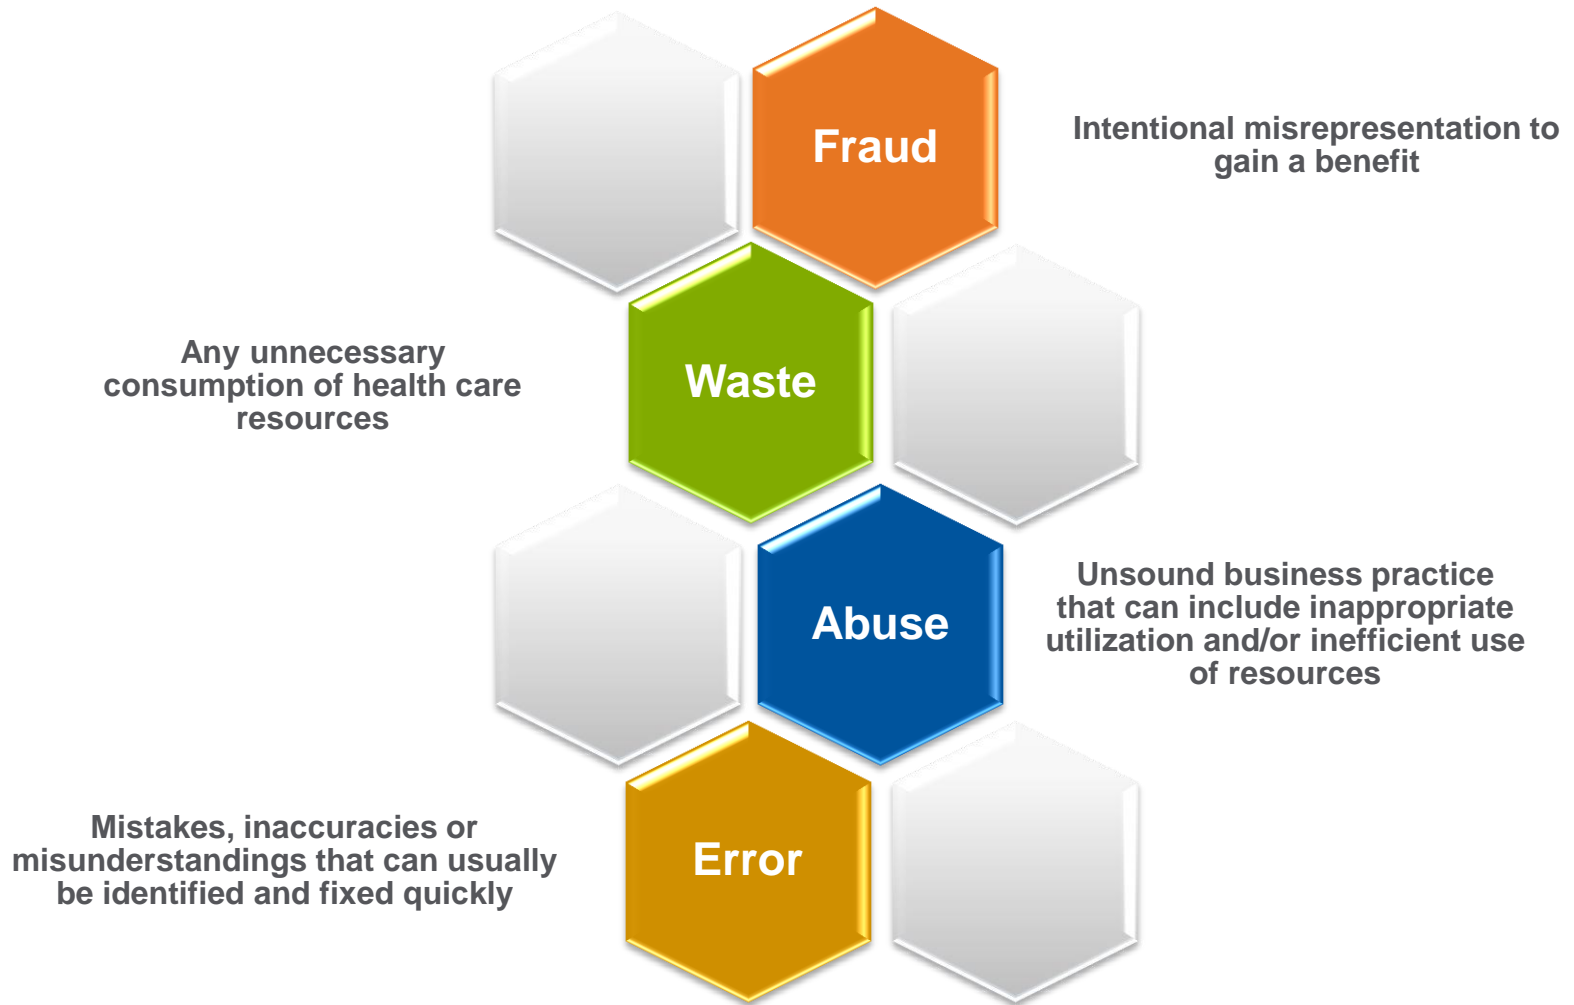 Fraud
Intentional misrepresentation to
gain a benefit
Any unnecessary
consumption of health care
resources
Waste
Abuse
Unsound business practice
that can include inappropriate
utilization and/or inefficient use
of resources
Mistakes, inaccuracies or
misunderstandings that can usually
be identified and fixed quickly
Error